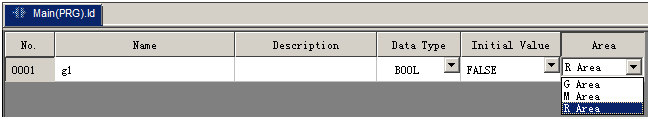 Main(PRG).ld
No. Name Description Data Type Initial Value Area
0001 g1 BOOL FALSE R Area
G Area
M Area
R Area